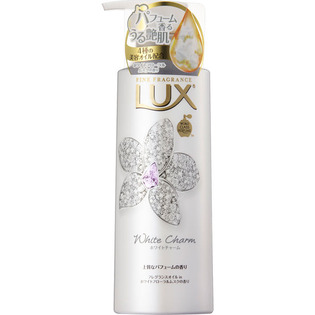 パフューム
香る
うる艶肌
4種の
美容オイル配合
FINE FRAGRANCE
LUX
White Charm
ホワイトチャーム
上質なパフュームの香り
フレグランスオイル in
ホワイトフローラル&ムスクの香り